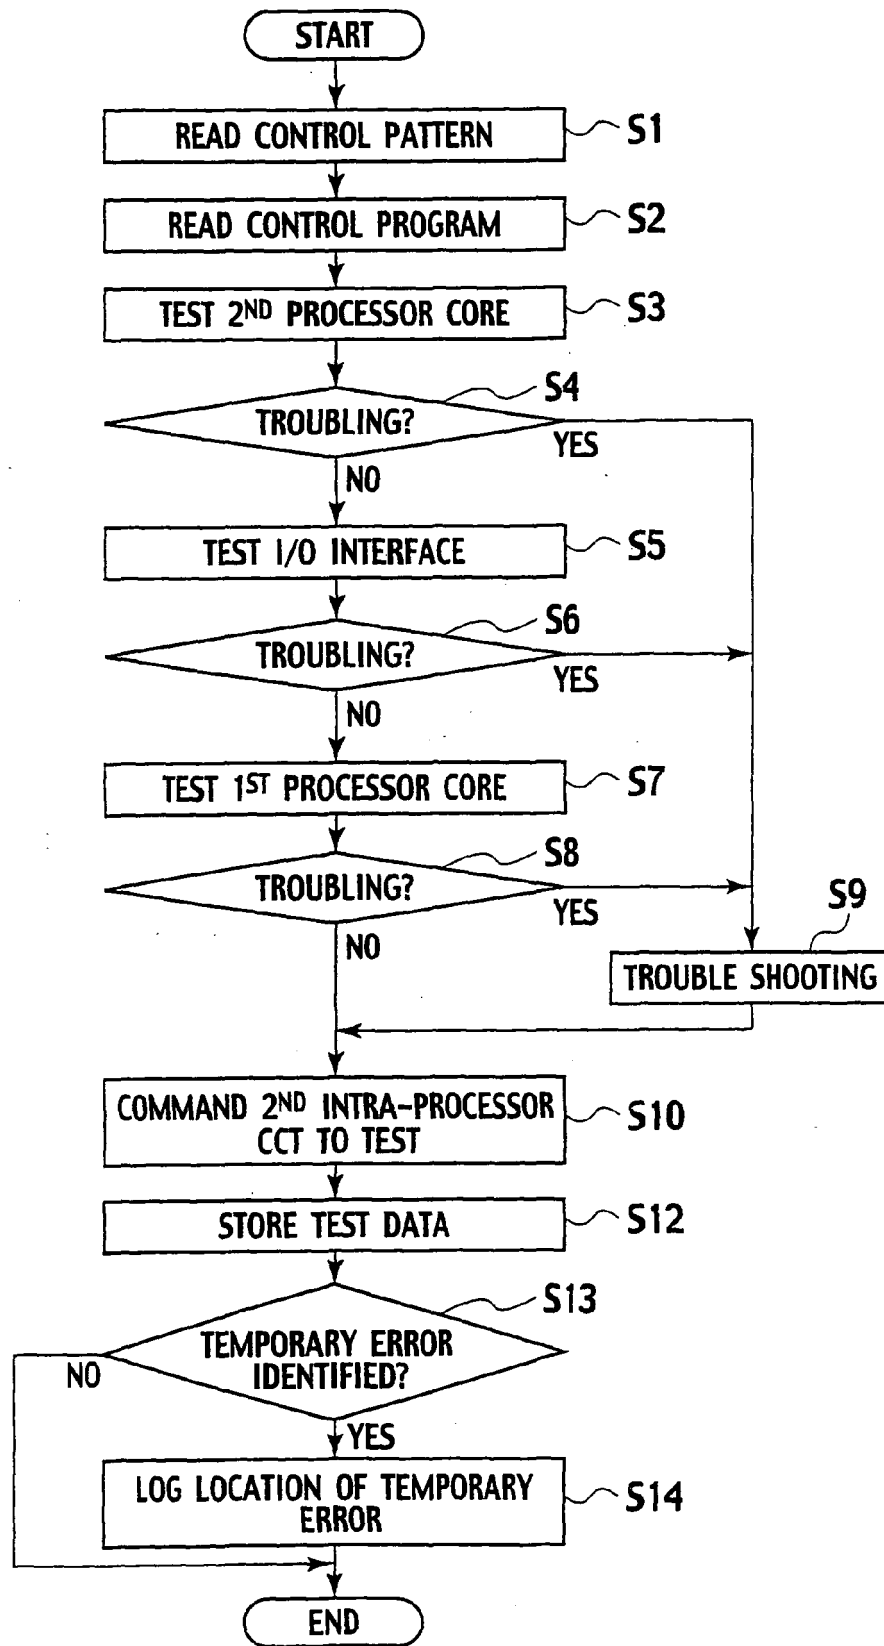 START
READ CONTROL PATTERN
S1
READ CONTROL PROGRAM
S2
TEST 2ND PROCESSOR CORE
S3
S4
TROUBLING?
YES
NO
TEST I/O INTERFACE
S5
S6
TROUBLING?
YES
NO
TEST 1ST PROCESSOR CORE
S7
S8
TROUBLING?
YES
NO
S9
TROUBLE SHOOTING
COMMAND 2ND INTRA-PROCESSOR
CCT TO TEST
S10
STORE TEST DATA
S12
S13
TEMPORARY ERROR
IDENTIFIED?
NO
YES
LOG LOCATION OF TEMPORARY
ERROR
S14
END